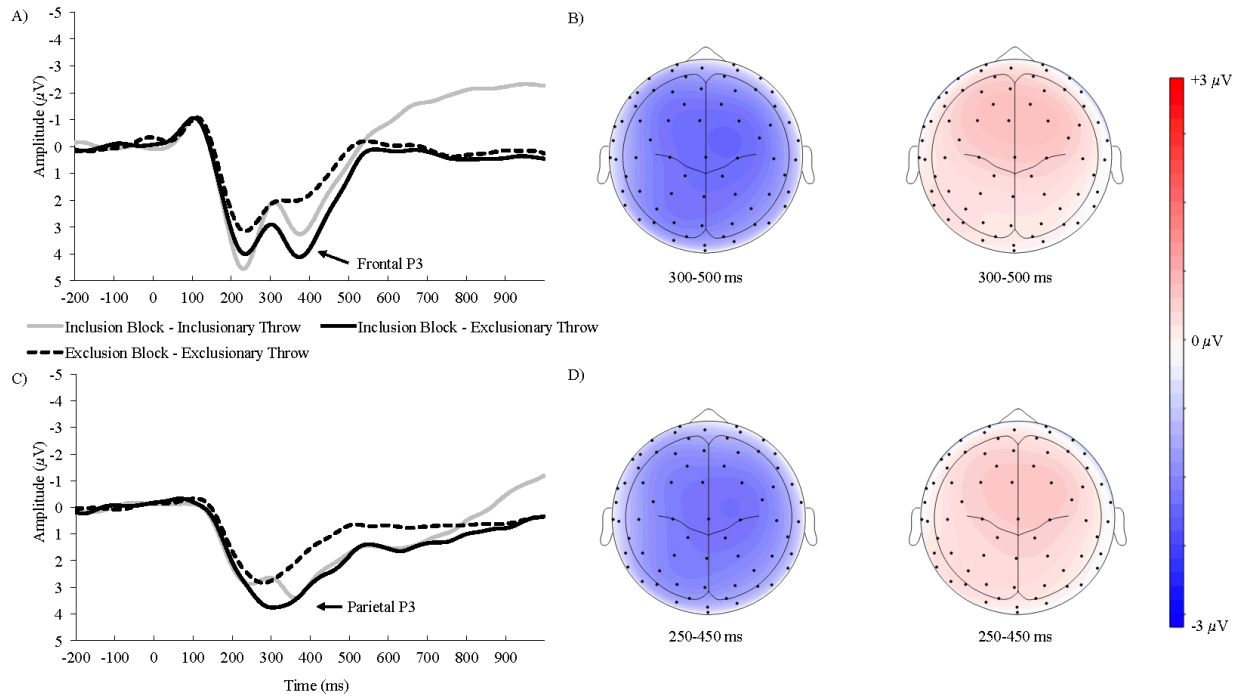 A)
-5
-4
-3
-2
-1
0
1
2
3
4
5
Amplitude (µV)
Frontal P3
-200 -100 0 100 200 300 400 500 600 700 800 900
Inclusion Block - Inclusionary Throw
Inclusion Block - Exclusionary Throw
Exclusion Block - Exclusionary Throw
B)
300-500 ms
300-500 ms
+3 µV
0 µV
-3 µV
C)
-5
-4
-3
-2
-1
0
1
2
3
4
5
Amplitude (µV)
Parietal P3
-200 -100 0 100 200 300 400 500 600 700 800 900
Time (ms)
D)
250-450 ms
250-450 ms